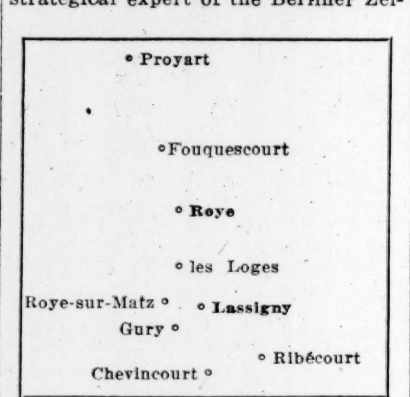 strategical expert of the Berliner Zei-
Proyart
Fouquescourt
Roye
les Loges
Roye-sur-Matz
Lassigny
Gury
Ribécourt
Chevincourt